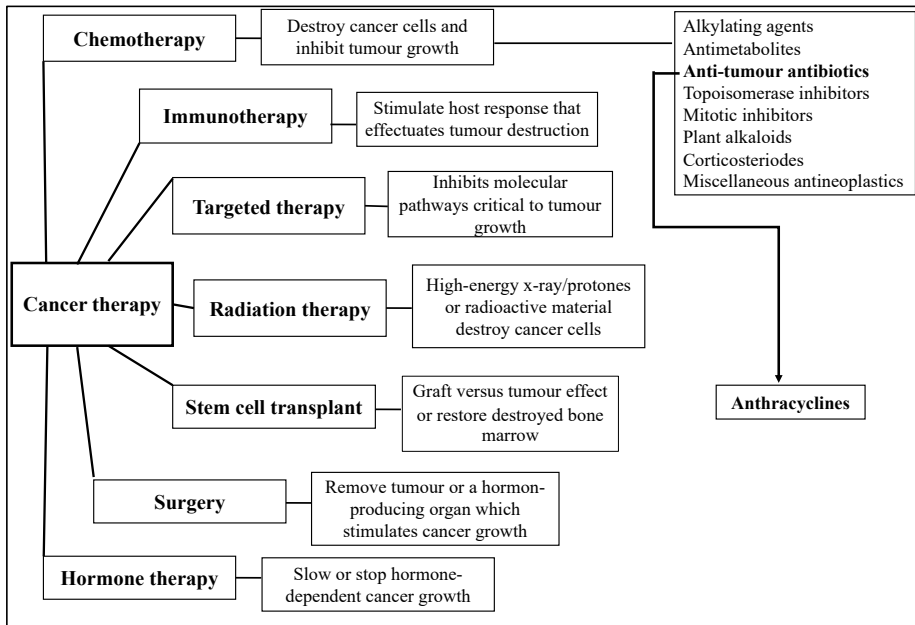 Chemotherapy
Destroy cancer cells and
inhibit tumour growth
Alkylating agents
Antimetabolites
Anti-tumour antibiotics
Topoisomerase inhibitors
Mitotic inhibitors
Plant alkaloids
Corticosteriodes
Miscellaneous antineoplastics
Immunotherapy
Stimulate host response that
effectuates tumour destruction
Targeted therapy
Inhibits molecular
pathways critical to tumour
growth
Cancer therapy
Radiation therapy
High-energy x-ray/protones
or radioactive material
destroy cancer cells
Stem cell transplant
Graft versus tumour effect
or restore destroyed bone
marrow
Anthracyclines
Surgery
Remove tumour or a hormon-
producing organ which
stimulates cancer growth
Hormone therapy
Slow or stop hormone-
dependent cancer growth